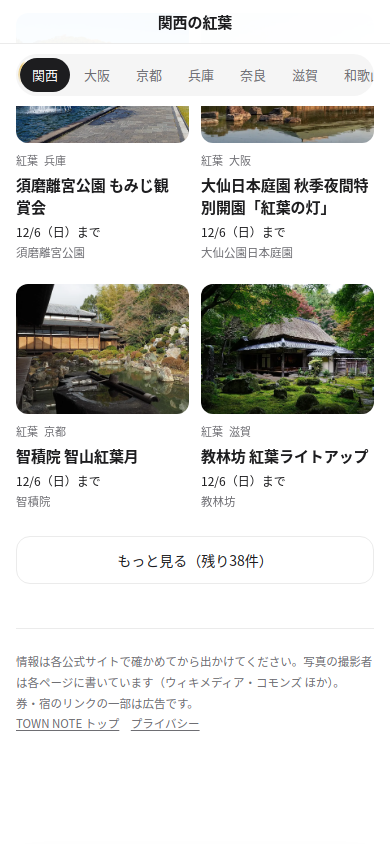 関西の紅葉
関西 大阪 京都 兵庫 奈良 滋賀 和歌
紅葉 兵庫
須磨離宮公園 もみじ観
賞会
12/6（日）まで
須磨離宮公園
紅葉 大阪
大仙日本庭園 秋季夜間特
別開園「紅葉の灯」
12/6（日）まで
大仙公園日本庭園
紅葉 京都
智積院 智山紅葉月
12/6（日）まで
智積院
紅葉 滋賀
教林坊 紅葉ライトアップ
12/6（日）まで
教林坊
もっと見る（残り38件）
情報は各公式サイトで確かめてから出かけてください。写真の撮影者
は各ページに書いています（ウィキメディア・コモンズ ほか）。
券・宿のリンクの一部は広告です。
TOWN NOTE トップ プライバシー